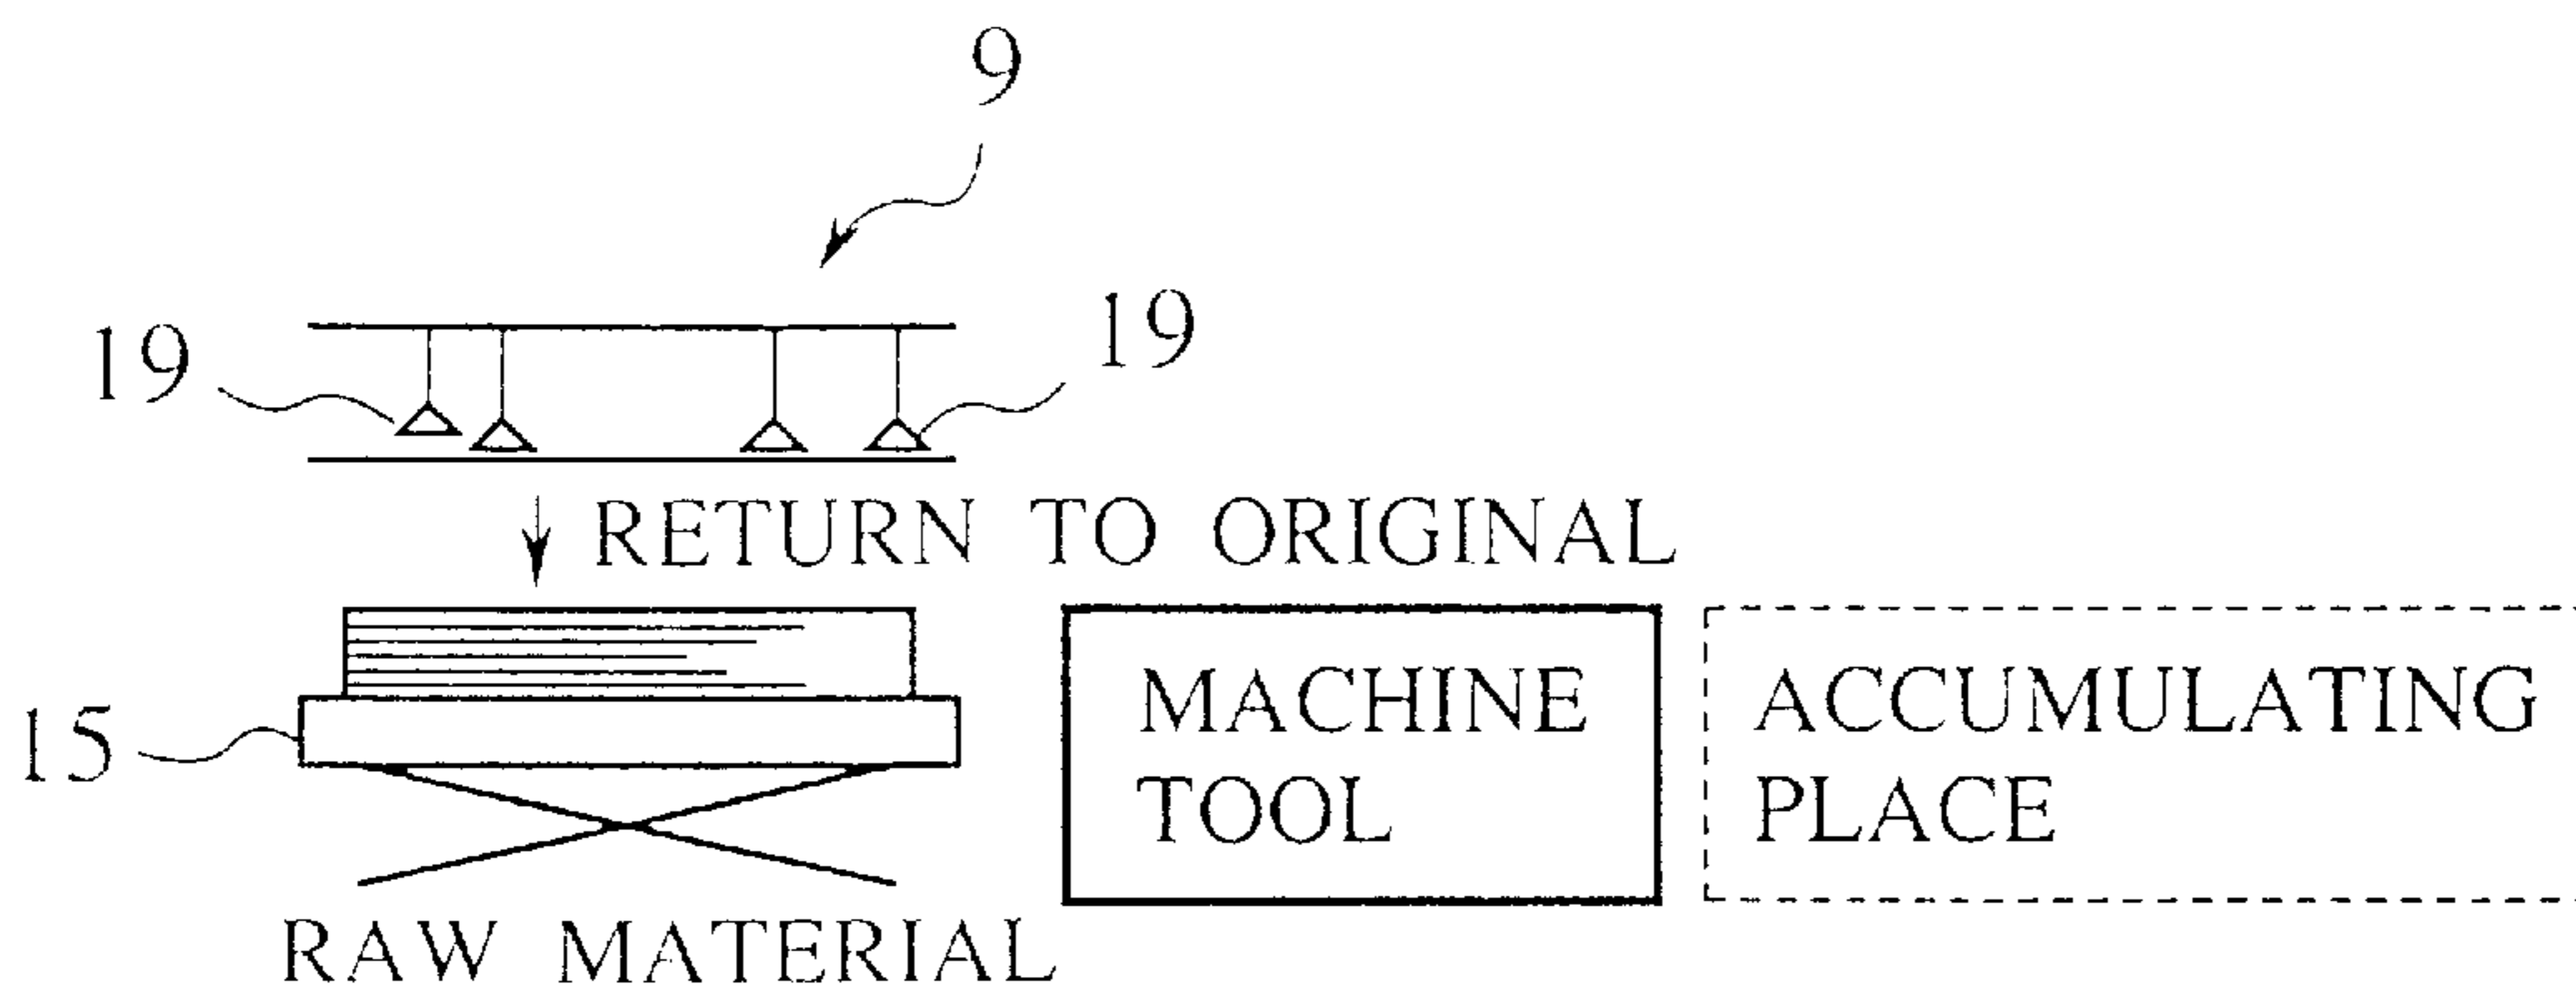 9
19
19
RETURN TO ORIGINAL
15
MACHINE
TOOL
ACCUMULATING
PLACE
RAW MATERIAL